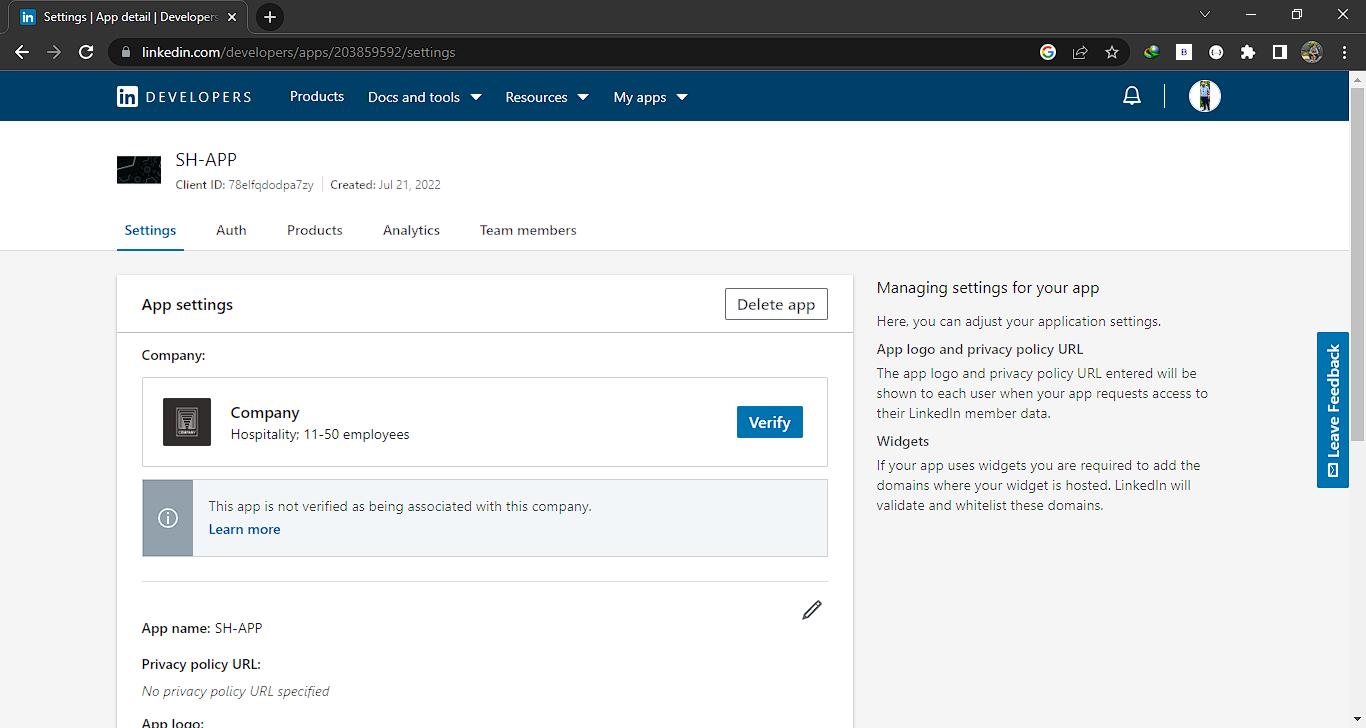 Settings | App detail | Developers
linkedin.com/developers/apps/203859592/settings
in DEVELOPERS Products Docs and tools Resources My apps
SH-APP
Client ID: 78elfqdodpa7zy Created: Jul 21, 2022
Settings Auth Products Analytics Team members
App settings
Delete app
Company:
Company
Hospitality; 11-50 employees
Verify
This app is not verified as being associated with this company.
Learn more
App name: SH-APP
Privacy policy URL:
No privacy policy URL specified
App logo:
Managing settings for your app
Here, you can adjust your application settings.
App logo and privacy policy URL
The app logo and privacy policy URL entered will be
shown to each user when your app requests access to
their LinkedIn member data.
Widgets
If your app uses widgets you are required to add the
domains where your widget is hosted. LinkedIn will
validate and whitelist these domains.
Leave Feedback